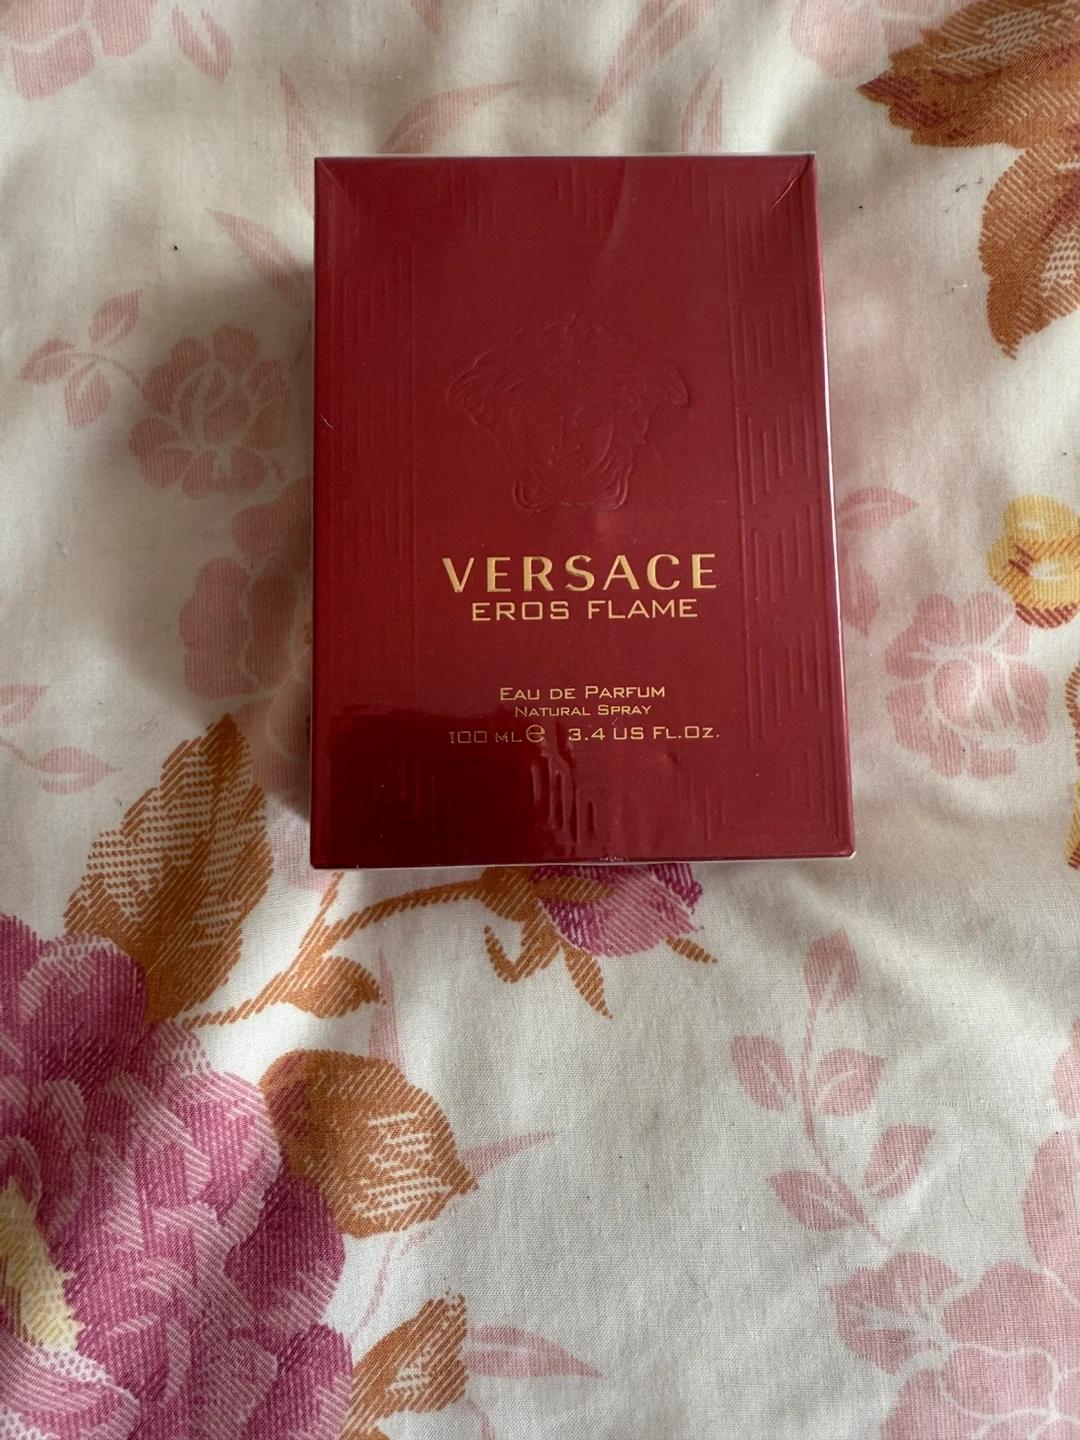 VERSACE
EROS FLAME
EAU DE PARFUM
NATURAL SPRAY
100 ML e 3.4 US FL.OZ.